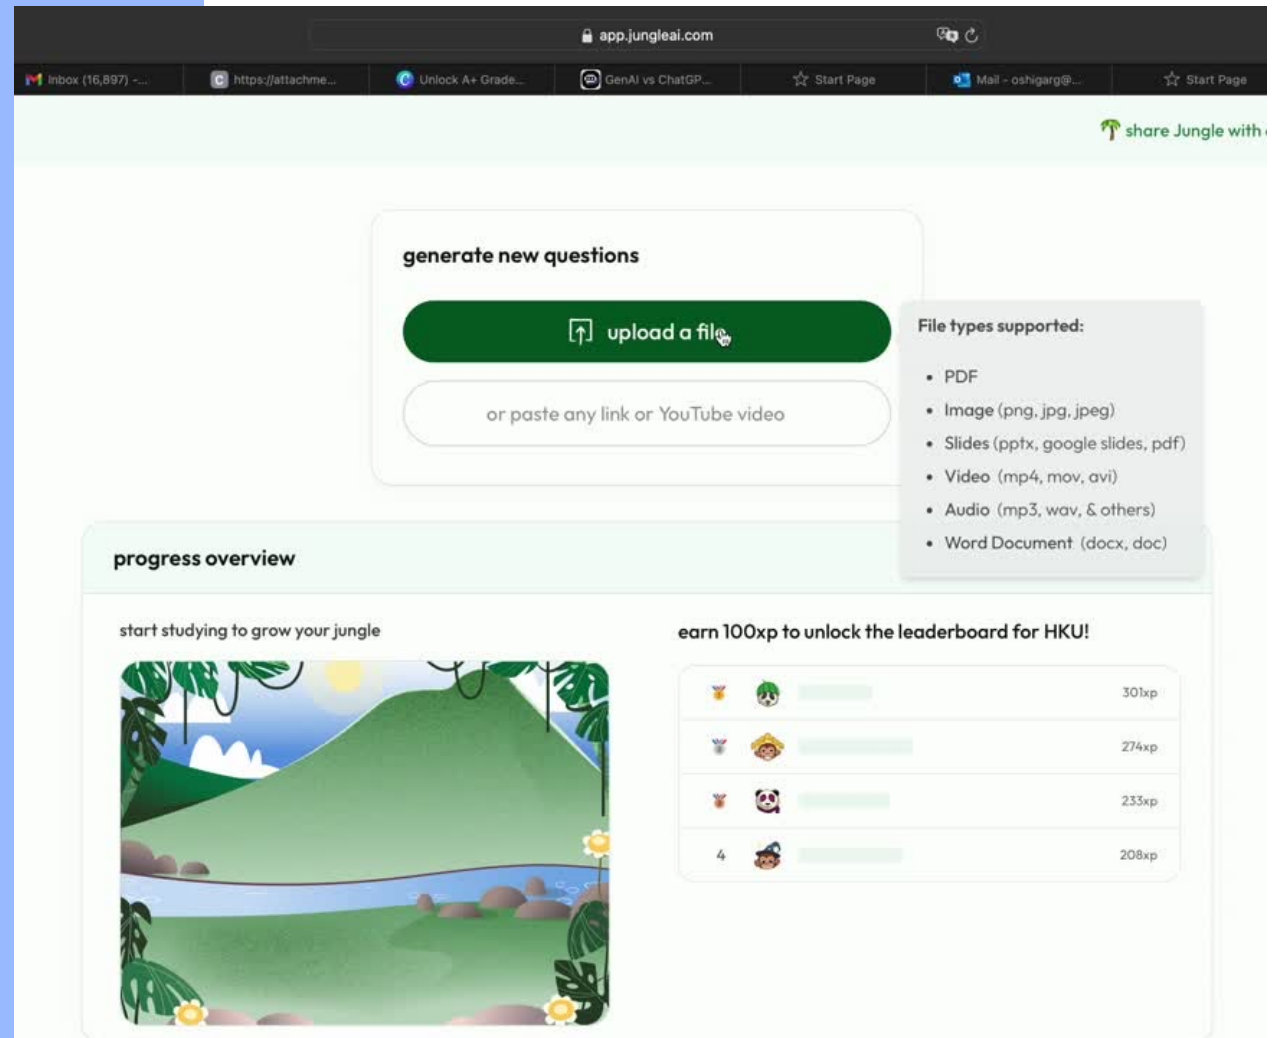 app.jungleai.com
Inbox (16,897) -...
https://attachme...
Unlock A+ Grade...
GenAI vs ChatGP...
Start Page
Mail - oshigarg@...
Start Page
share Jungle with
generate new questions
upload a file
or paste any link or YouTube video
File types supported:
• PDF
• Image (png, jpg, jpeg)
• Slides (pptx, google slides, pdf)
• Video (mp4, mov, avi)
• Audio (mp3, wav, & others)
• Word Document (docx, doc)
progress overview
start studying to grow your jungle
earn 100xp to unlock the leaderboard for HKU!
301xp
274xp
233xp
4
208xp